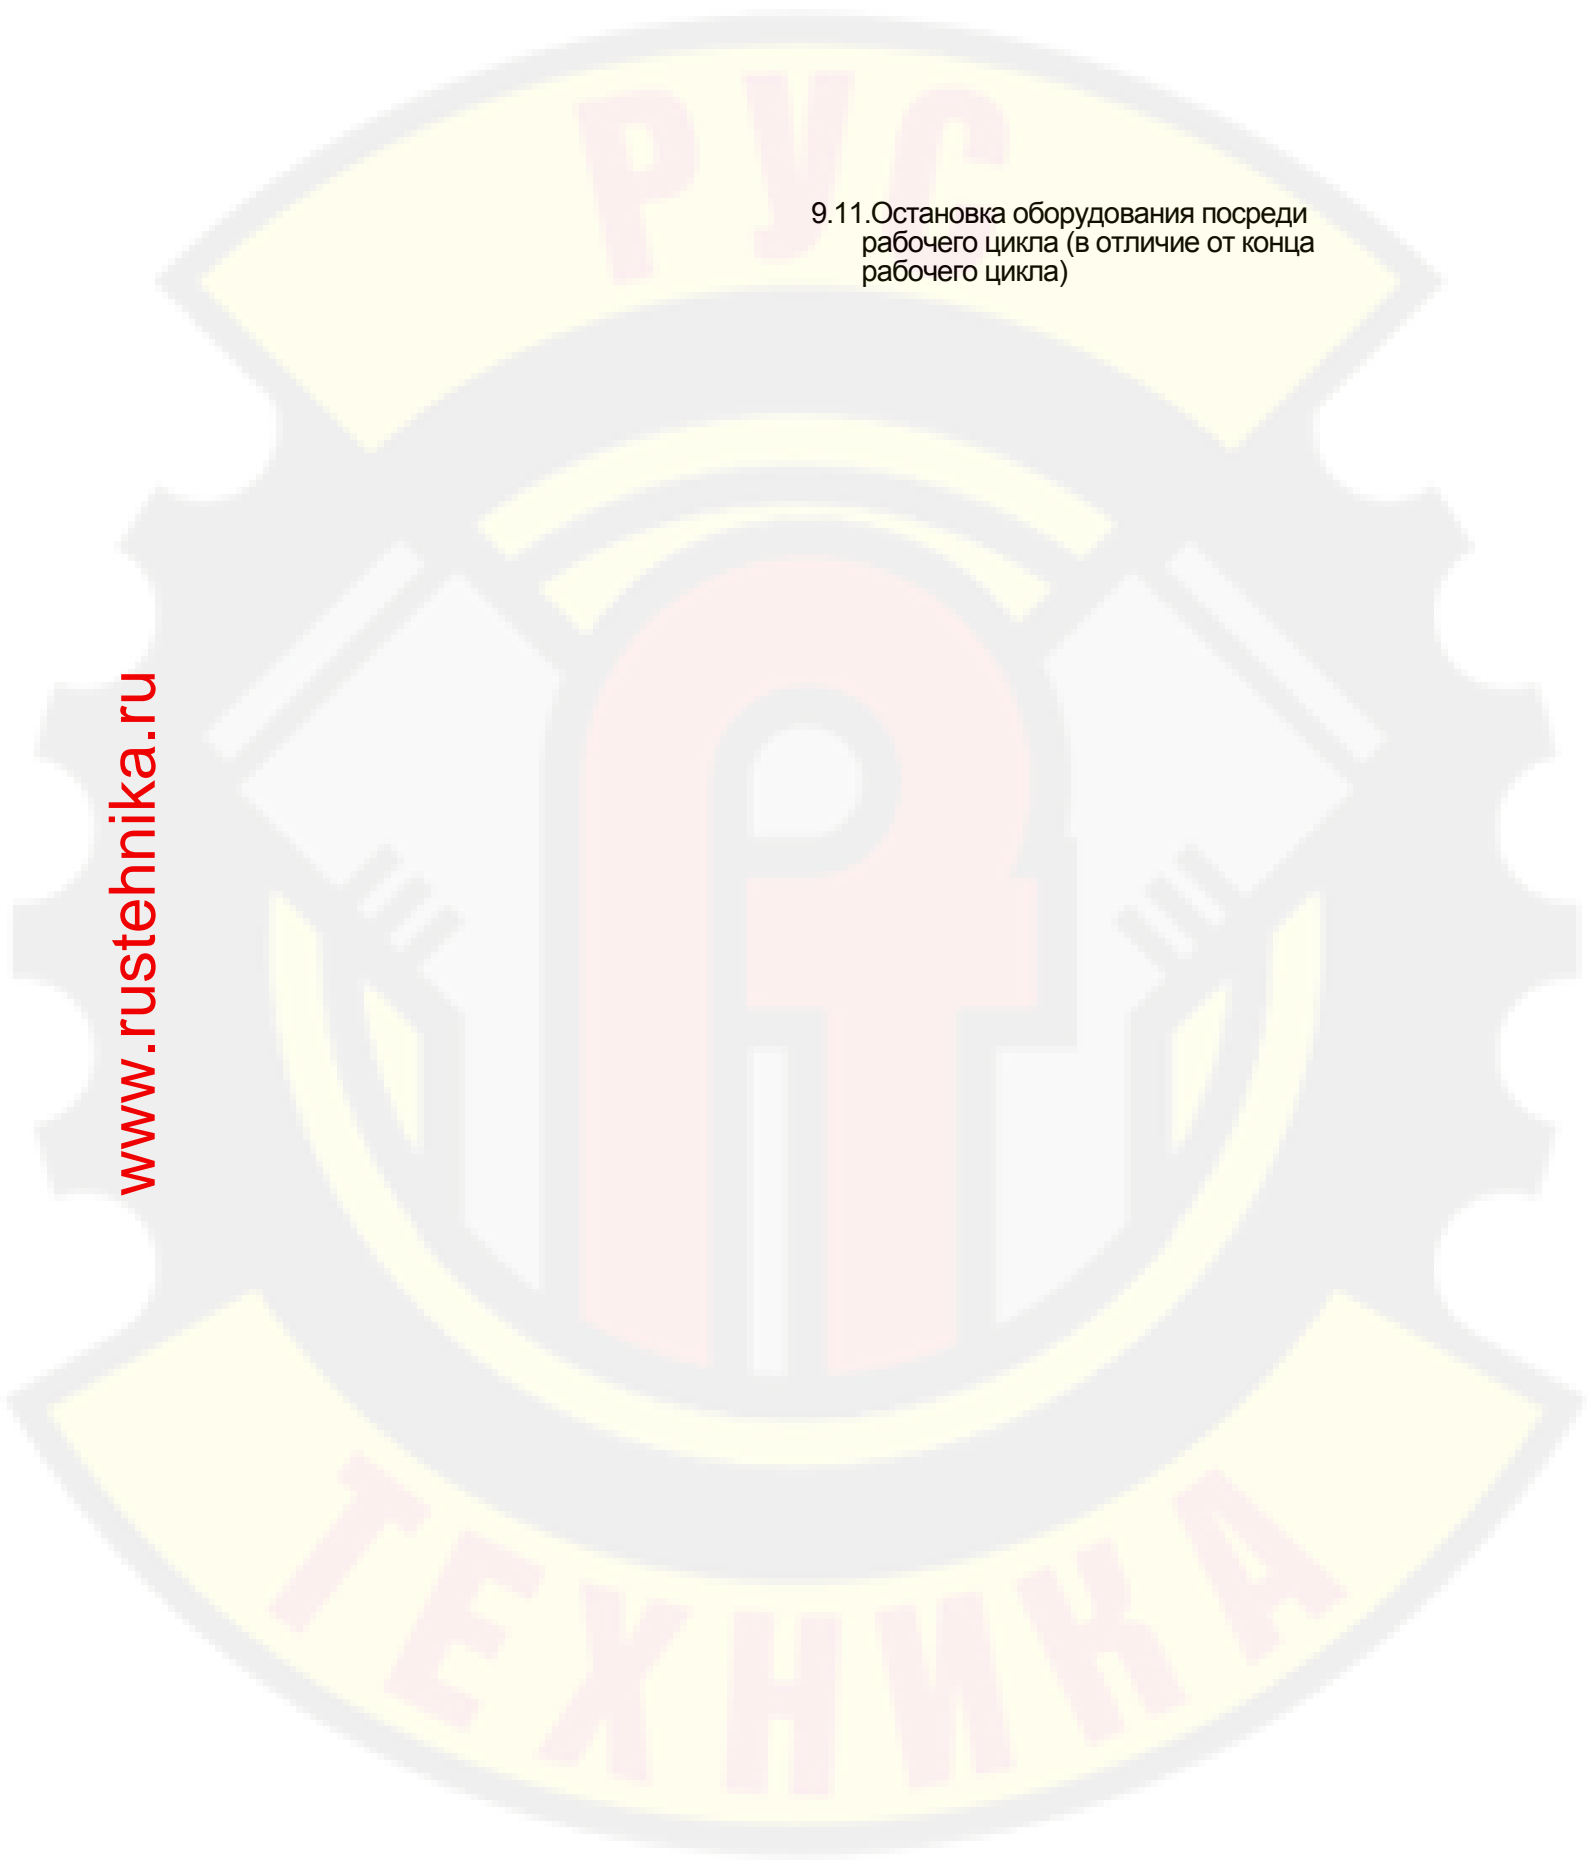 РУС
9.11.Остановка оборудования посреди
рабочего цикла (в отличие от конца
рабочего цикла)
www.rustehnika.ru
ТЕХНИКА